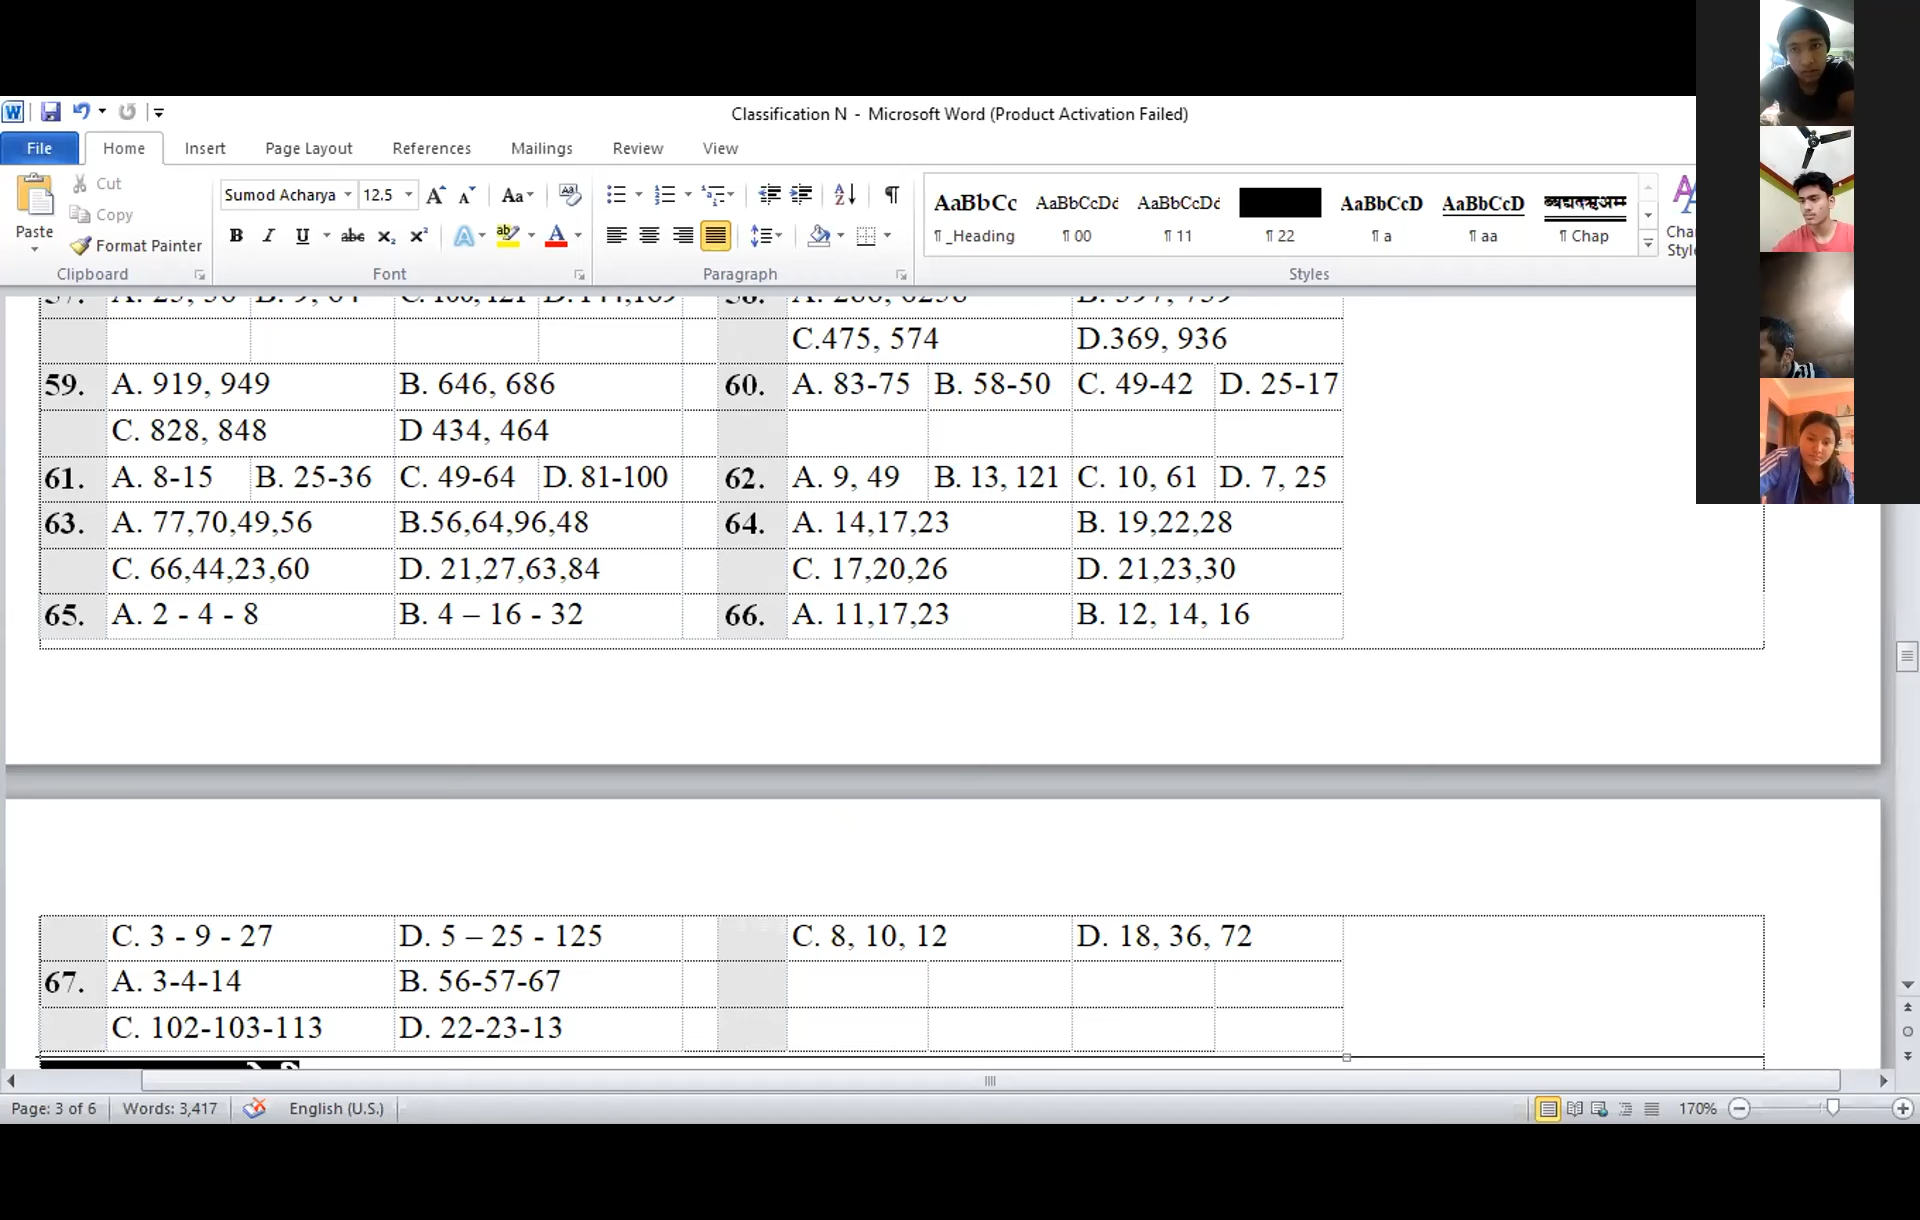 Classification N - Microsoft Word (Product Activation Failed)
File Home Insert Page Layout References Mailings Review View
Cut
Copy
Paste
Format Painter
Clipboard
Sumod Acharya 12.5
Font
Paragraph
AaBbCc AaBbCcDd AaBbCcDd AaBbCcD AaBbCcD
¶ _Heading ¶ 00 ¶ 11 ¶ 22 ¶ a ¶ aa ¶ Chap
Styles
C.475, 574 D.369, 936
59. A. 919, 949 B. 646, 686 60. A. 83-75 B. 58-50 C. 49-42 D. 25-17
C. 828, 848 D 434, 464
61. A. 8-15 B. 25-36 C. 49-64 D. 81-100 62. A. 9, 49 B. 13, 121 C. 10, 61 D. 7, 25
63. A. 77,70,49,56 B.56,64,96,48 64. A. 14,17,23 B. 19,22,28
C. 66,44,23,60 D. 21,27,63,84 C. 17,20,26 D. 21,23,30
65. A. 2 - 4 - 8 B. 4 – 16 - 32 66. A. 11,17,23 B. 12, 14, 16
C. 3 - 9 - 27 D. 5 – 25 - 125 C. 8, 10, 12 D. 18, 36, 72
67. A. 3-4-14 B. 56-57-67
C. 102-103-113 D. 22-23-13
Page: 3 of 6 Words: 3,417 English (U.S.) 170%